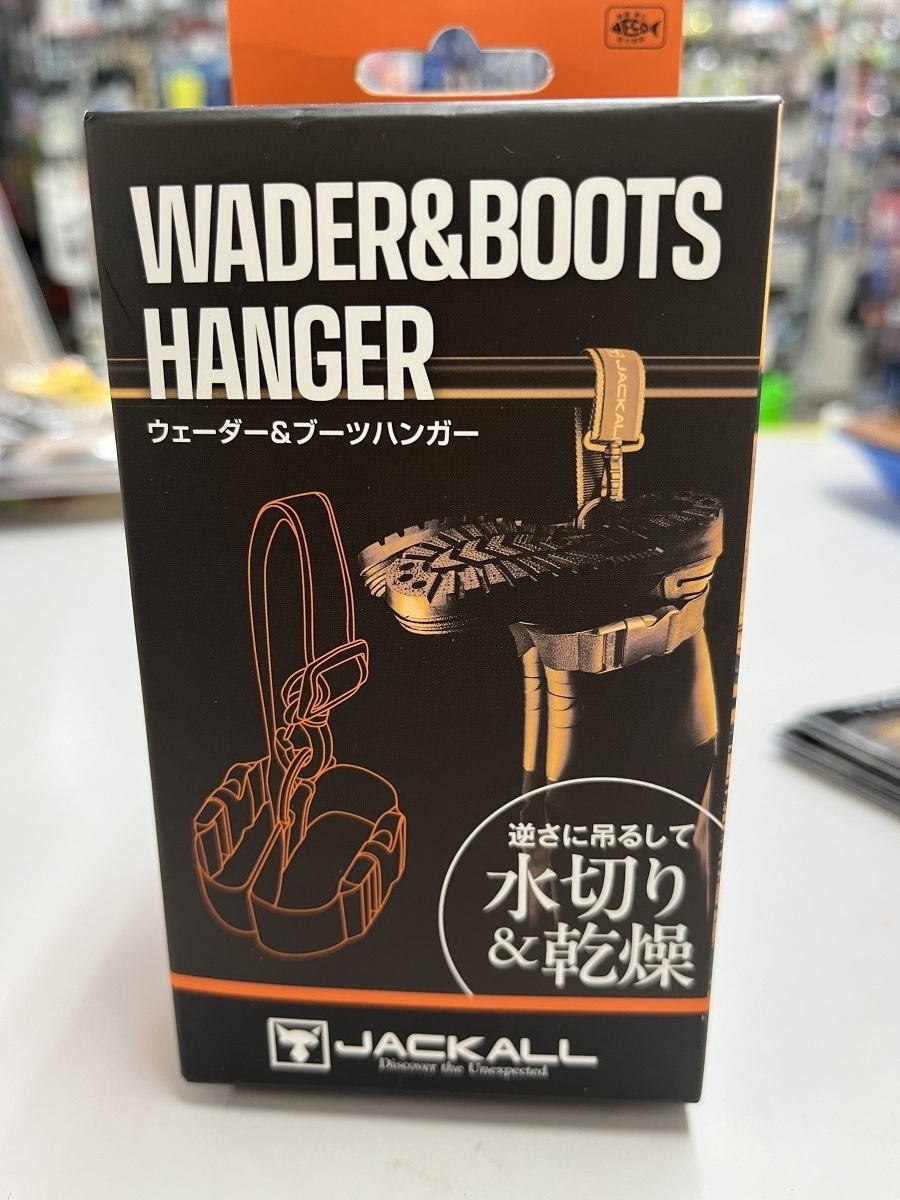 WADER&BOOTS
HANGER
ウェーダー&ブーツハンガー
JACKALL
逆さに吊るして
水切り
&乾燥
JACKALL
Discover the Unexpected